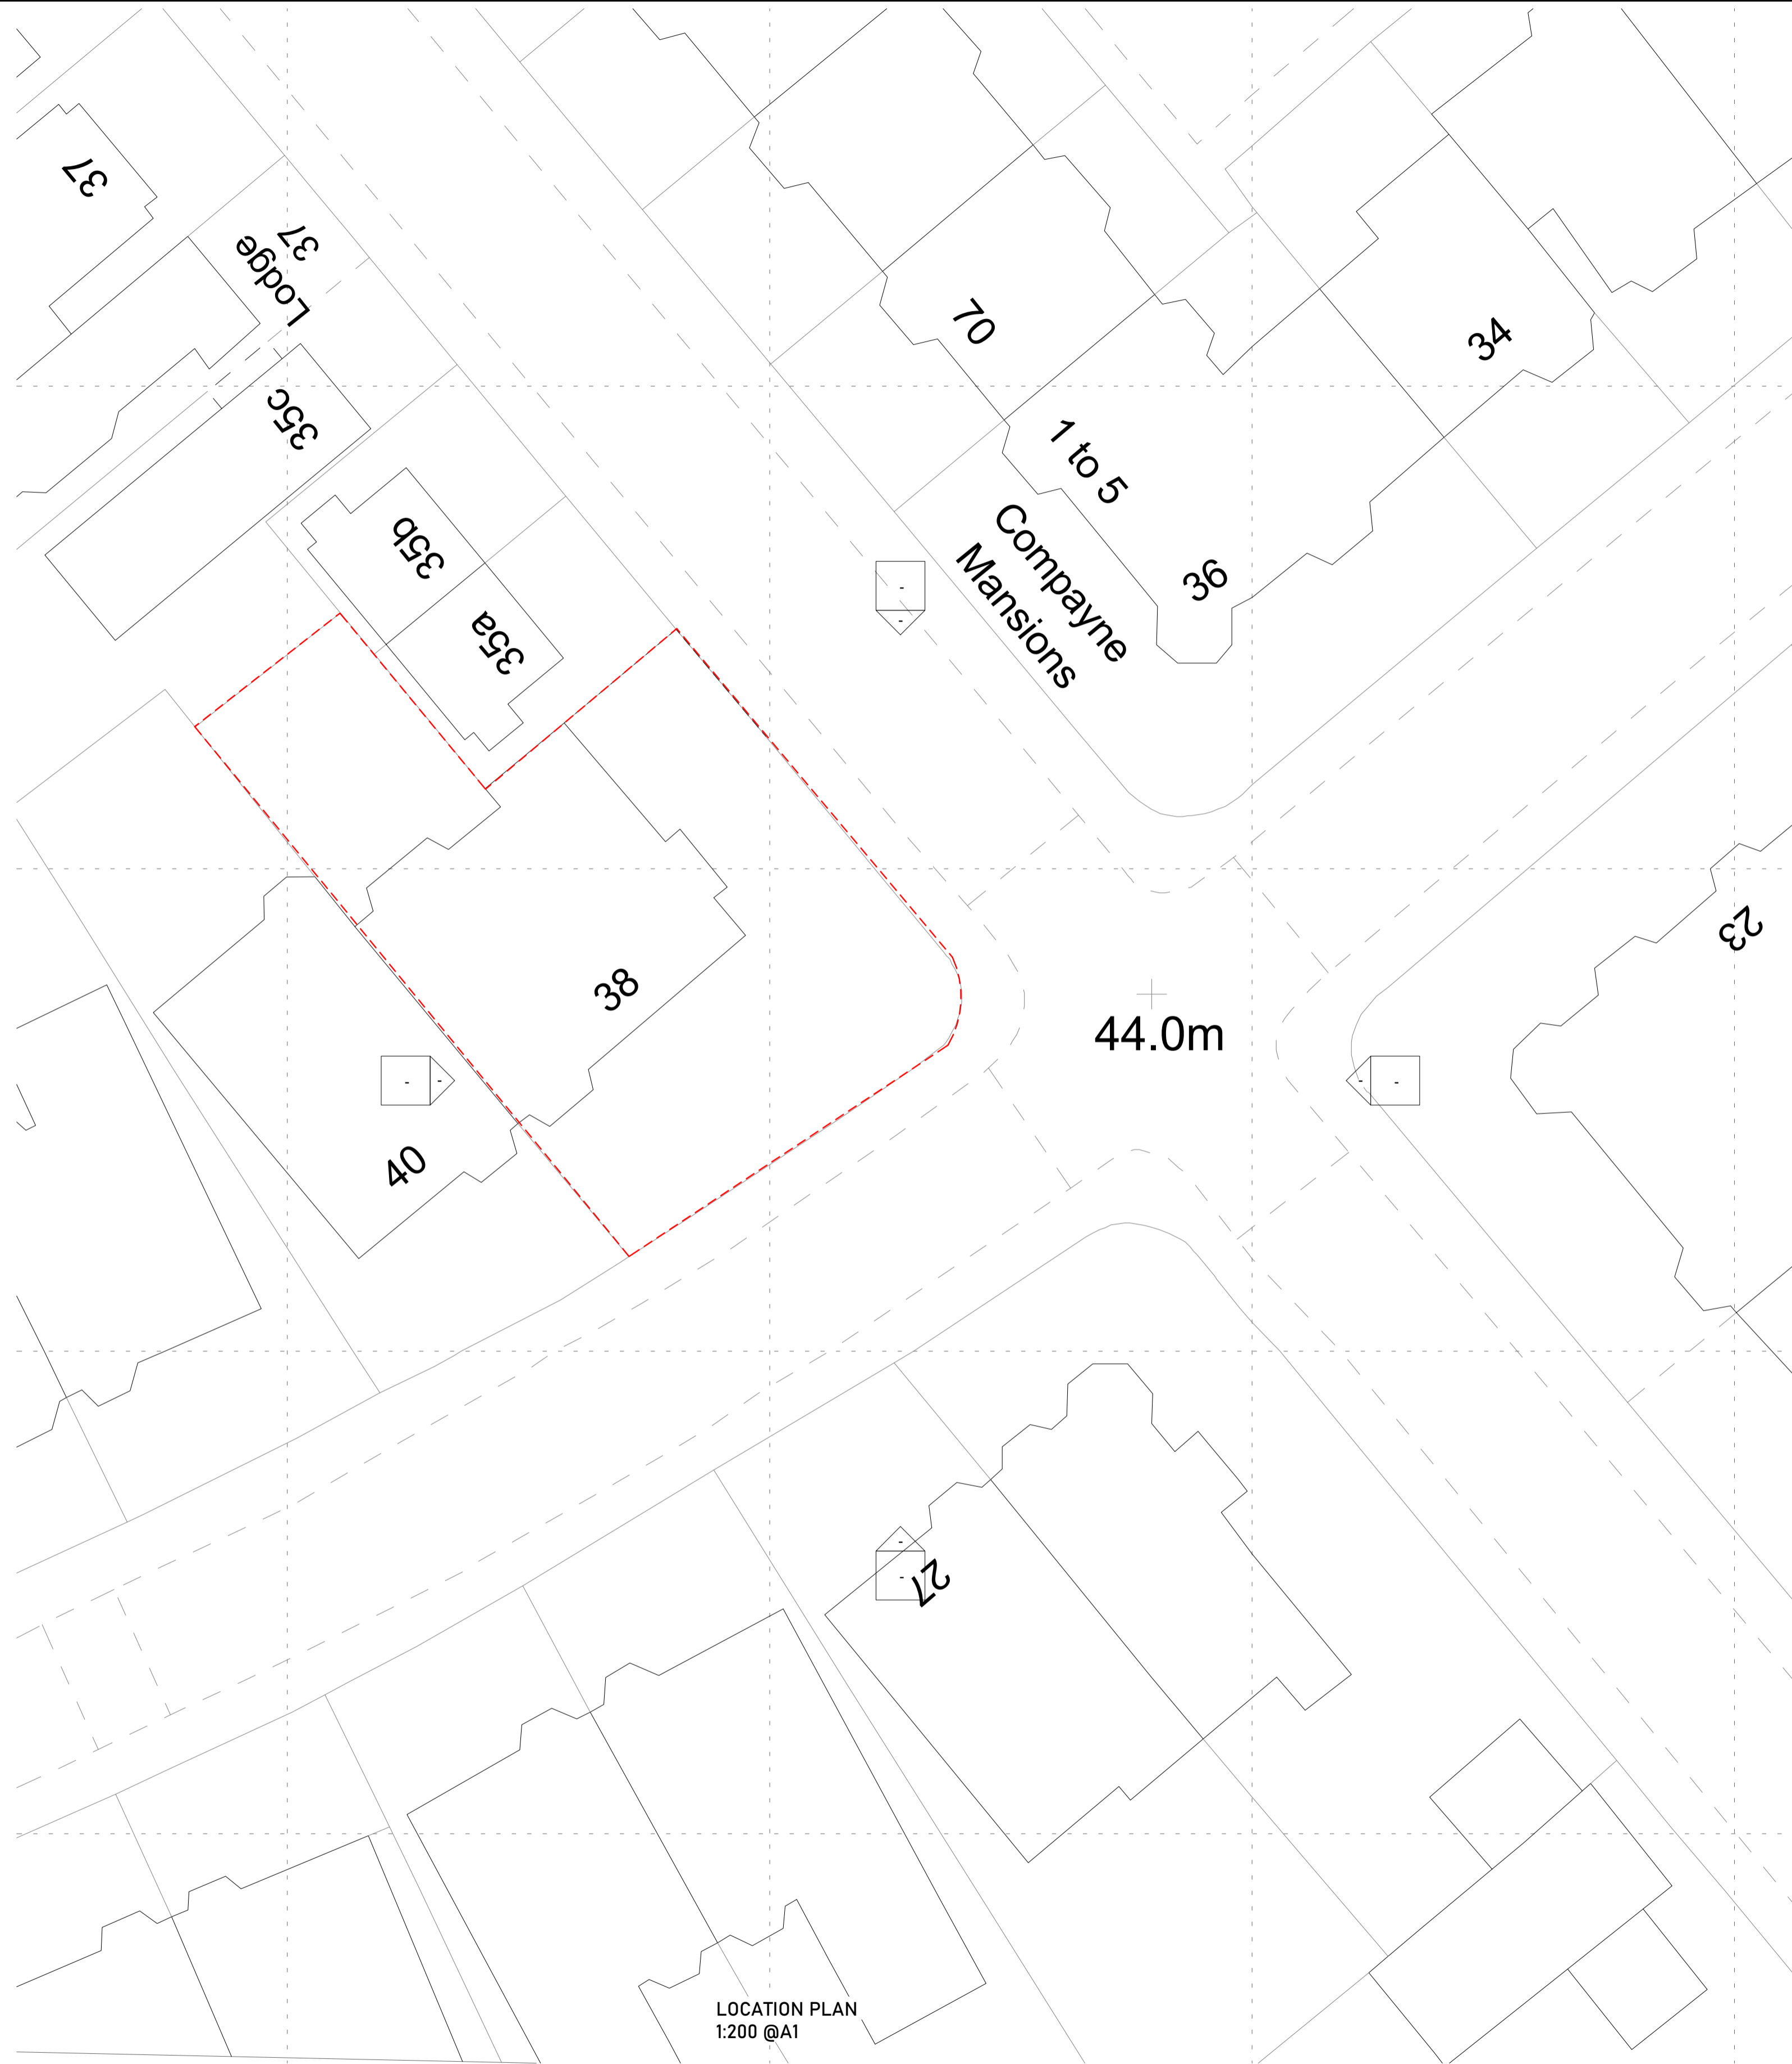 37
37
Lodge
70
34
35c
1 to 5
35b
Compayne
Mansions
36
-
-
35a
23
38
44.0m
-
-
-
-
40
-
-
27
LOCATION PLAN
1:200 @A1